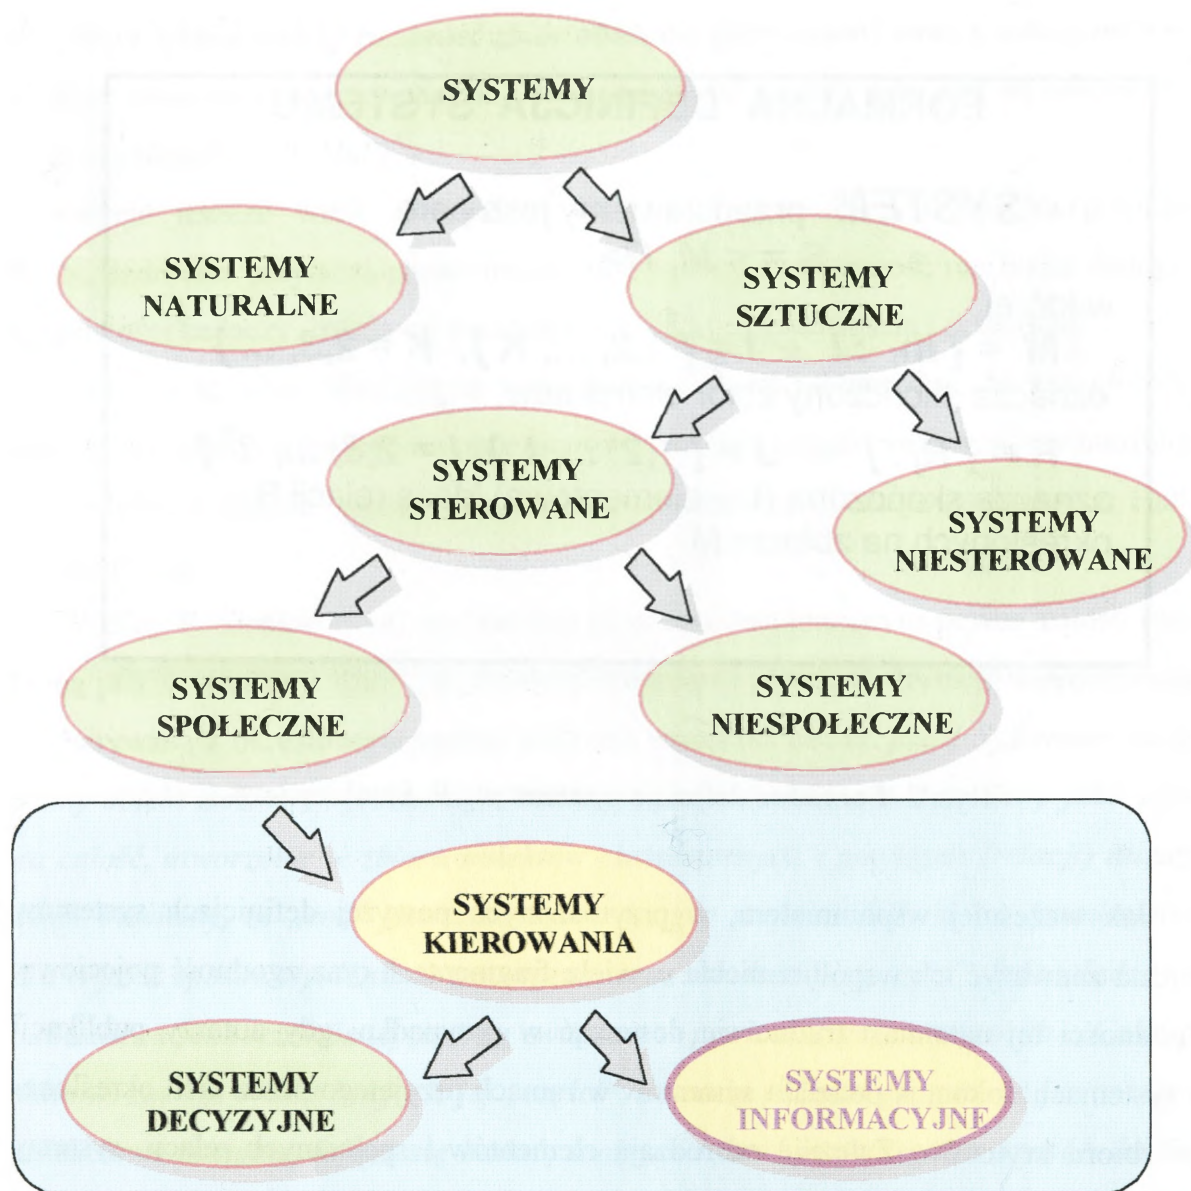 SYSTEMY
SYSTEMY
NATURALNE
SYSTEMY
SZTUCZNE
SYSTEMY
STEROWANE
SYSTEMY
NIESTEROWANE
SYSTEMY
SPOŁECZNE
SYSTEMY
NIESPOŁECZNE
SYSTEMY
KIEROWANIA
SYSTEMY
DECYZYJNE
SYSTEMY
INFORMACYJNE